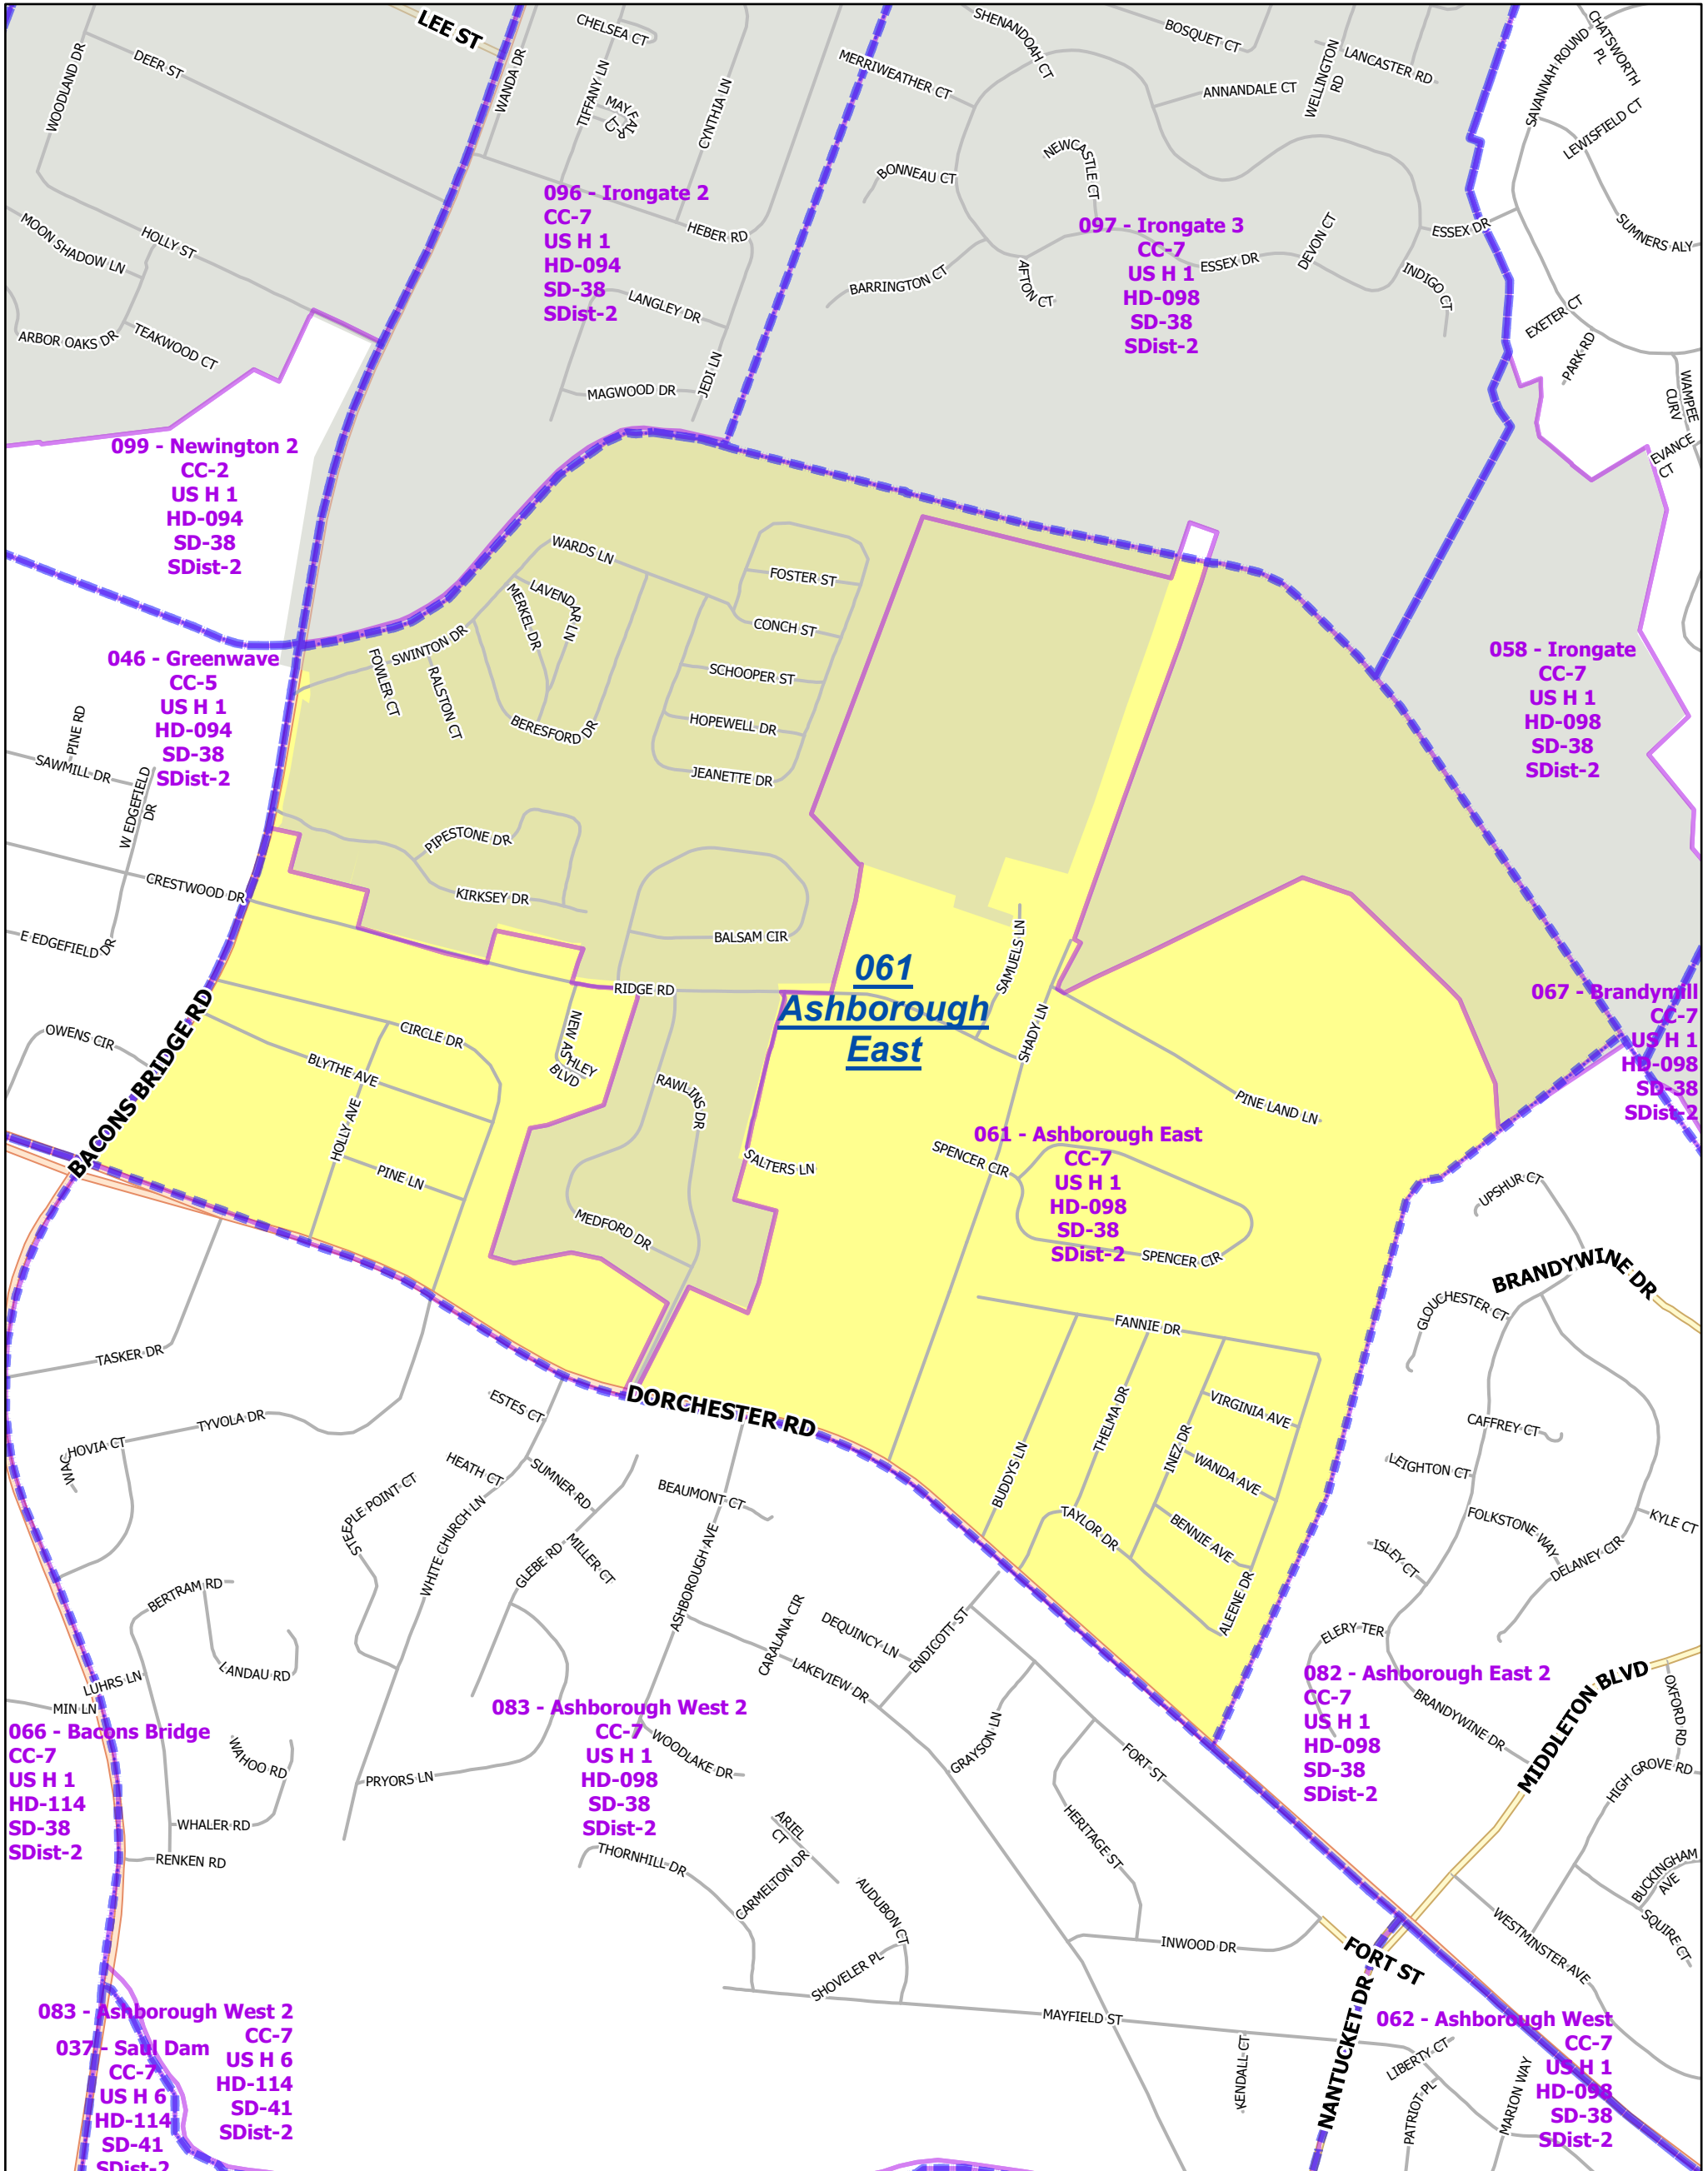 LEE ST
CHELSEA CT
SHENANDOAH CT
BOSQUET CT
CHATSWORTH PL
WOODLAND DR
DEER ST
WANDA DR
TIFFANY LN
MAYFAIR CT
CYNTHIA LN
MERRIWEATHER CT
ANNANDALE CT
WELLINGTON RD
LANCASTER RD
SAVANNAH ROUND
LEWISFIELD CT
NEWCASTLE CT
BONNEAU CT
096 - Irongate 2
CC-7
US H 1
HD-094
SD-38
SDist-2
097 - Irongate 3
CC-7
US H 1
HD-098
SD-38
SDist-2
MOON SHADOW LN
HOLLY ST
HEBER RD
BARRINGTON CT
AFTON CT
ESSEX DR
DEVON CT
ESSEX DR
INDIGO CT
SUMNERS ALY
LANGLEY DR
ARBOR OAKS DR
TEAKWOOD CT
MAGWOOD DR
JEDI LN
EXETER CT
PARK RD
WAMPEE CURV
EVANCE CT
099 - Newington 2
CC-2
US H 1
HD-094
SD-38
SDist-2
WARDS LN
FOSTER ST
LAVENDAR LN
MERKEL DR
CONCH ST
SWINTON DR
FOWLER CT
RALSTON CT
SCHOOPER ST
BERESFORD DR
HOPEWELL DR
JEANETTE DR
046 - Greenwave
CC-5
US H 1
HD-094
SD-38
SDist-2
058 - Irongate
CC-7
US H 1
HD-098
SD-38
SDist-2
PINE RD
SAWMILL DR
W EDGEFIELD DR
CRESTWOOD DR
E EDGEFIELD DR
PIPESTONE DR
KIRKSEY DR
BALSAM CIR
RIDGE RD
SAMUELS LN
SHADY LN
061
Ashborough
East
067 - Brandymill
CC-7
US H 1
HD-098
SD-38
SDist-2
BACONS BRIDGE RD
OWENS CIR
CIRCLE DR
BLYTHE AVE
HOLLY AVE
PINE LN
NEW ASHLEY BLVD
RAWLINS DR
SALTERS LN
MEDFORD DR
PINE LAND LN
SPENCER CIR
061 - Ashborough East
CC-7
US H 1
HD-098
SD-38
SDist-2
SPENCER CIR
UPSHUR CT
BRANDYWINE DR
GLOUCHESTER CT
FANNIE DR
TASKER DR
TYVOLA DR
WACHOVIA CT
ESTES CT
DORCHESTER RD
HEATH CT
SUMNER RD
BEAUMONT CT
STEEPLE POINT CT
WHITE CHURCH LN
GLEBE RD
MILLER CT
ASHBOROUGH AVE
BUDDYS LN
THELMA DR
INEZ DR
VIRGINIA AVE
WANDA AVE
TAYLOR DR
BENNIE AVE
ALEENE DR
CAFFREY CT
LEIGHTON CT
FOLKSTONE WAY
KYLE CT
ISLEY CT
DELANEY CIR
ELERY TER
BERTRAM RD
LANDAU RD
LUHRS LN
MIN LN
WAHOO RD
WHALER RD
RENKEN RD
PRYORS LN
CARALANA CIR
DEQUINCY LN
ENDICOTT ST
LAKEVIEW DR
066 - Bacons Bridge
CC-7
US H 1
HD-114
SD-38
SDist-2
083 - Ashborough West 2
CC-7
US H 1
HD-098
SD-38
SDist-2
WOODLAKE DR
GRAYSON LN
FORT ST
HERITAGE ST
082 - Ashborough East 2
CC-7
US H 1
HD-098
SD-38
SDist-2
BRANDYWINE DR
MIDDLETON BLVD
OXFORD RD
HIGH GROVE RD
BUCKINGHAM AVE
SQUIRE CT
WESTMINSTER AVE
ARIEL CT
THORNHILL DR
CARMELTON DR
AUDUBON CT
SHOVELER PL
INWOOD DR
FORT ST
MAYFIELD ST
KENDALL CT
NANTUCKET DR
LIBERTY CT
PATRIOT PL
MARION WAY
083 - Ashborough West 2
CC-7
US H 6
HD-114
SD-41
SDist-2
037 - Saul Dam
CC-7
US H 6
HD-114
SD-41
SDist-2
062 - Ashborough West
CC-7
US H 1
HD-098
SD-38
SDist-2